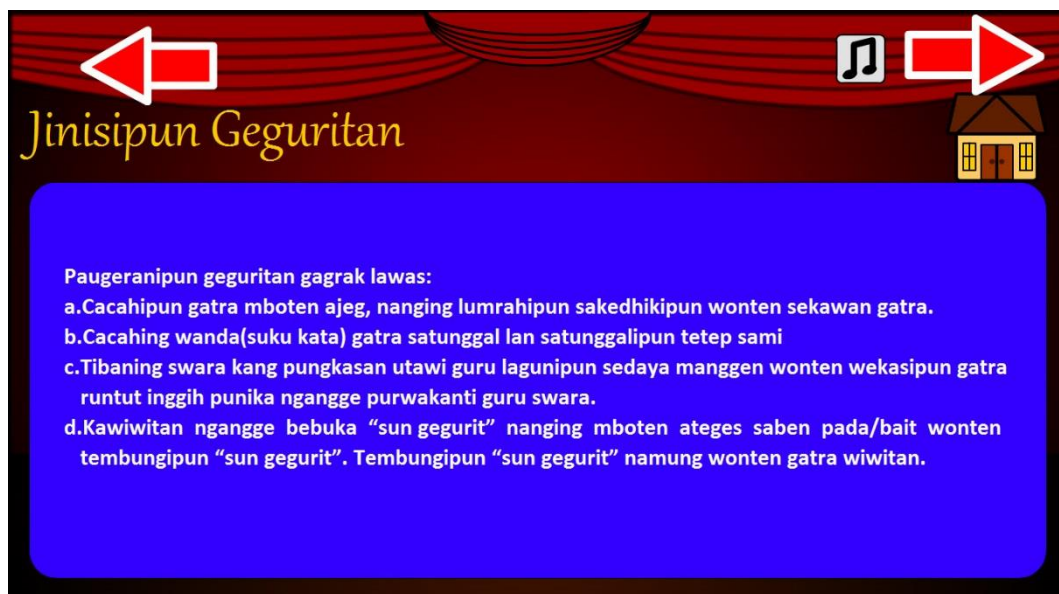 Jinisipun Geguritan
Paugeranipun geguritan gagrak lawas:
a.Cacahipun gatra mboten ajeg, nanging lumrahipun sakedhikipun wonten sekawan gatra.
b.Cacahing wanda(suku kata) gatra satunggal lan satunggalipun tetep sami
c.Tibaning swara kang pungkasan utawi guru lagunipun sedaya manggen wonten wekasipun gatra
runtut inggih punika ngangge purwakanti guru swara.
d.Kawiwitan ngangge bebuka “sun gegurit” nanging mboten ateges saben pada/bait wonten
tembungipun “sun gegurit”. Tembungipun “sun gegurit” namung wonten gatra wiwitan.